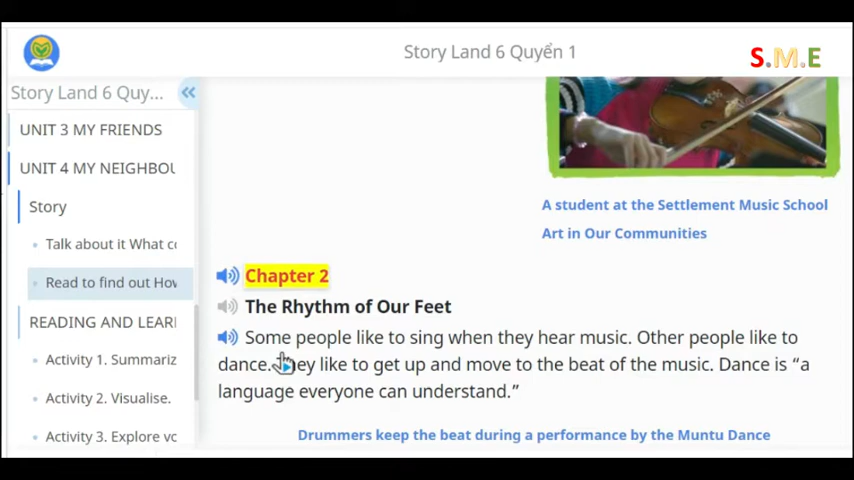 Story Land 6 Quyển 1
S.M.E
Story Land 6 Quy...
UNIT 3 MY FRIENDS
UNIT 4 MY NEIGHBOU
Story
Talk about it What co
Read to find out How
READING AND LEARI
Activity 1. Summariz
Activity 2. Visualise.
Activity 3. Explore vo
A student at the Settlement Music School
Art in Our Communities
Chapter 2
The Rhythm of Our Feet
Some people like to sing when they hear music. Other people like to
dance. They like to get up and move to the beat of the music. Dance is “a
language everyone can understand.”
Drummers keep the beat during a performance by the Muntu Dance